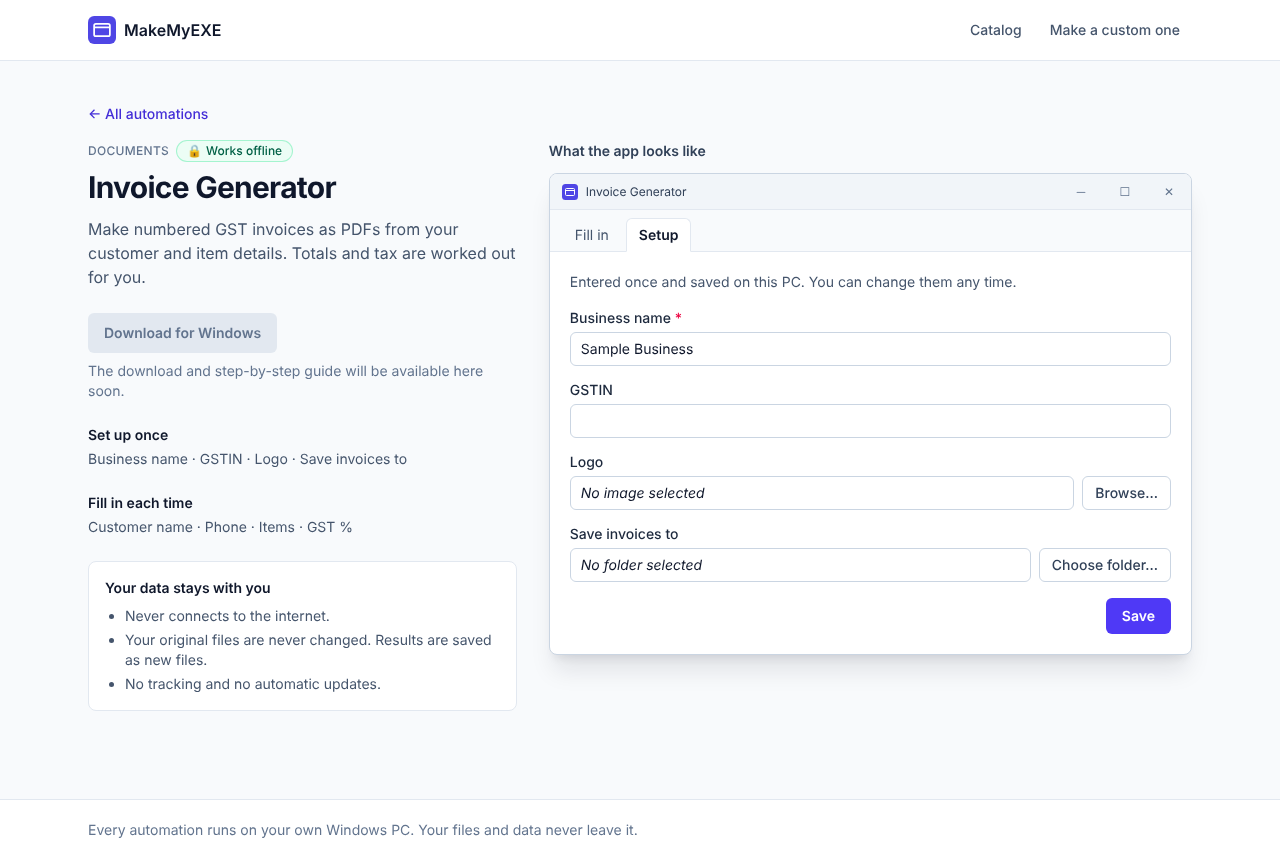 MakeMyEXE
Catalog
Make a custom one
← All automations
DOCUMENTS
🔒 Works offline
Invoice Generator
Make numbered GST invoices as PDFs from your
customer and item details. Totals and tax are worked out
for you.
Download for Windows
The download and step-by-step guide will be available here
soon.
Set up once
Business name · GSTIN · Logo · Save invoices to
Fill in each time
Customer name · Phone · Items · GST %
Your data stays with you
• Never connects to the internet.
• Your original files are never changed. Results are saved
as new files.
• No tracking and no automatic updates.
What the app looks like
Invoice Generator
Fill in
Setup
Entered once and saved on this PC. You can change them any time.
Business name *
Sample Business
GSTIN
Logo
No image selected
Browse...
Save invoices to
No folder selected
Choose folder...
Save
Every automation runs on your own Windows PC. Your files and data never leave it.